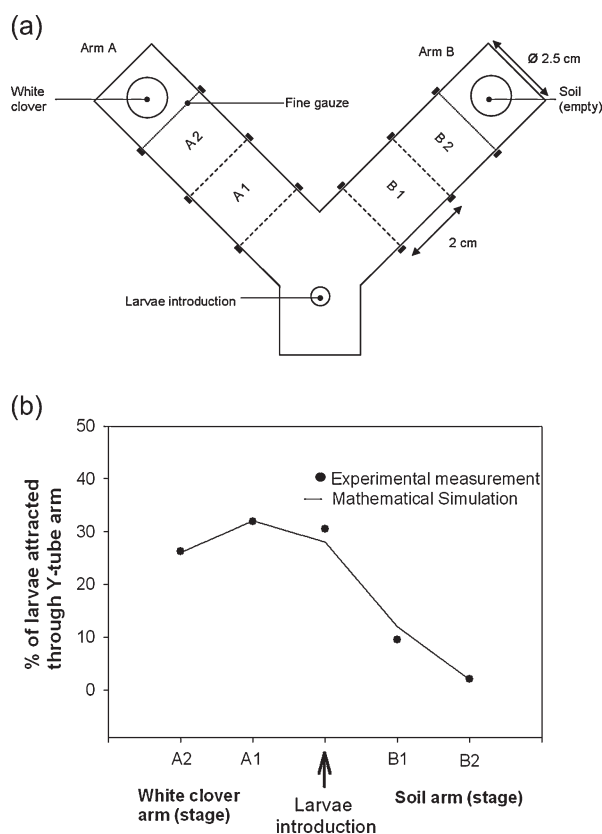 (a)
Arm A
Arm B
Ø 2.5 cm
White
clover
Fine gauze
Soil
(empty)
A2
A1
B2
B1
2 cm
Larvae introduction
(b)
% of larvae attracted
through Y-tube arm
50
40
30
20
10
0
Experimental measurement
Mathematical Simulation
A2
A1
B1
B2
White clover
arm (stage)
Larvae
introduction
Soil arm (stage)